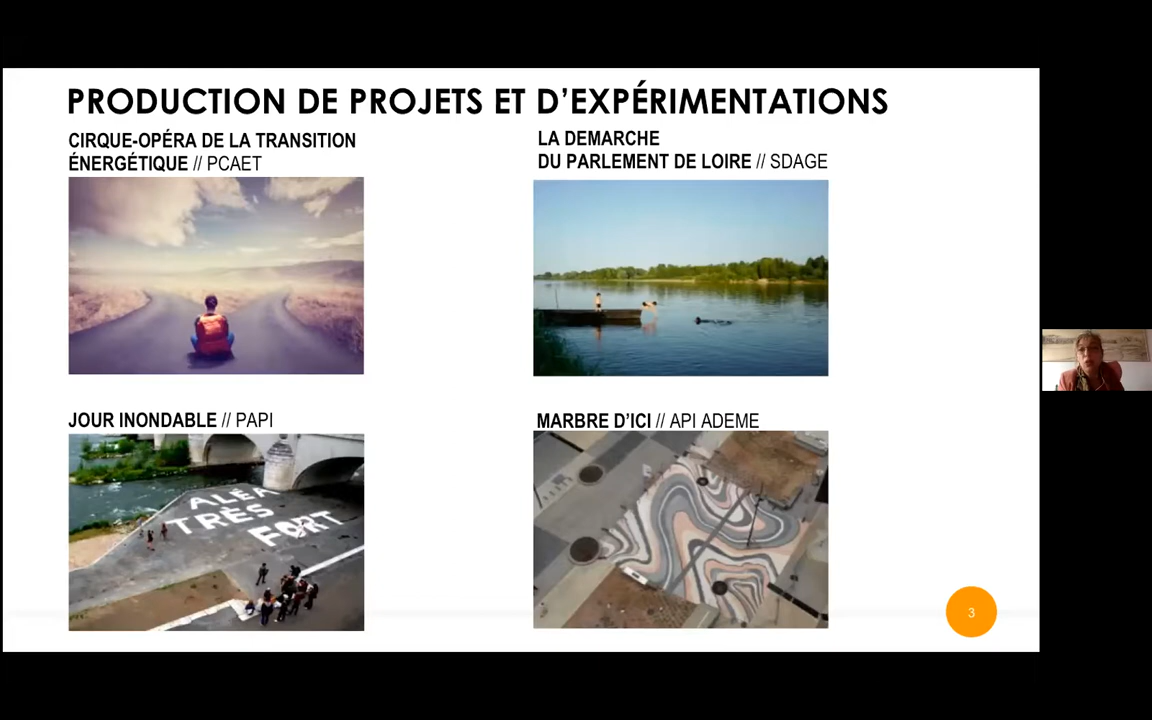 PRODUCTION DE PROJETS ET D’EXPÉRIMENTATIONS
CIRQUE-OPÉRA DE LA TRANSITION
ÉNERGÉTIQUE // PCAET
LA DEMARCHE
DU PARLEMENT DE LOIRE // SDAGE
JOUR INONDABLE // PAPI
ALÉA
TRÈS
FORT
MARBRE D’ICI // API ADEME
3